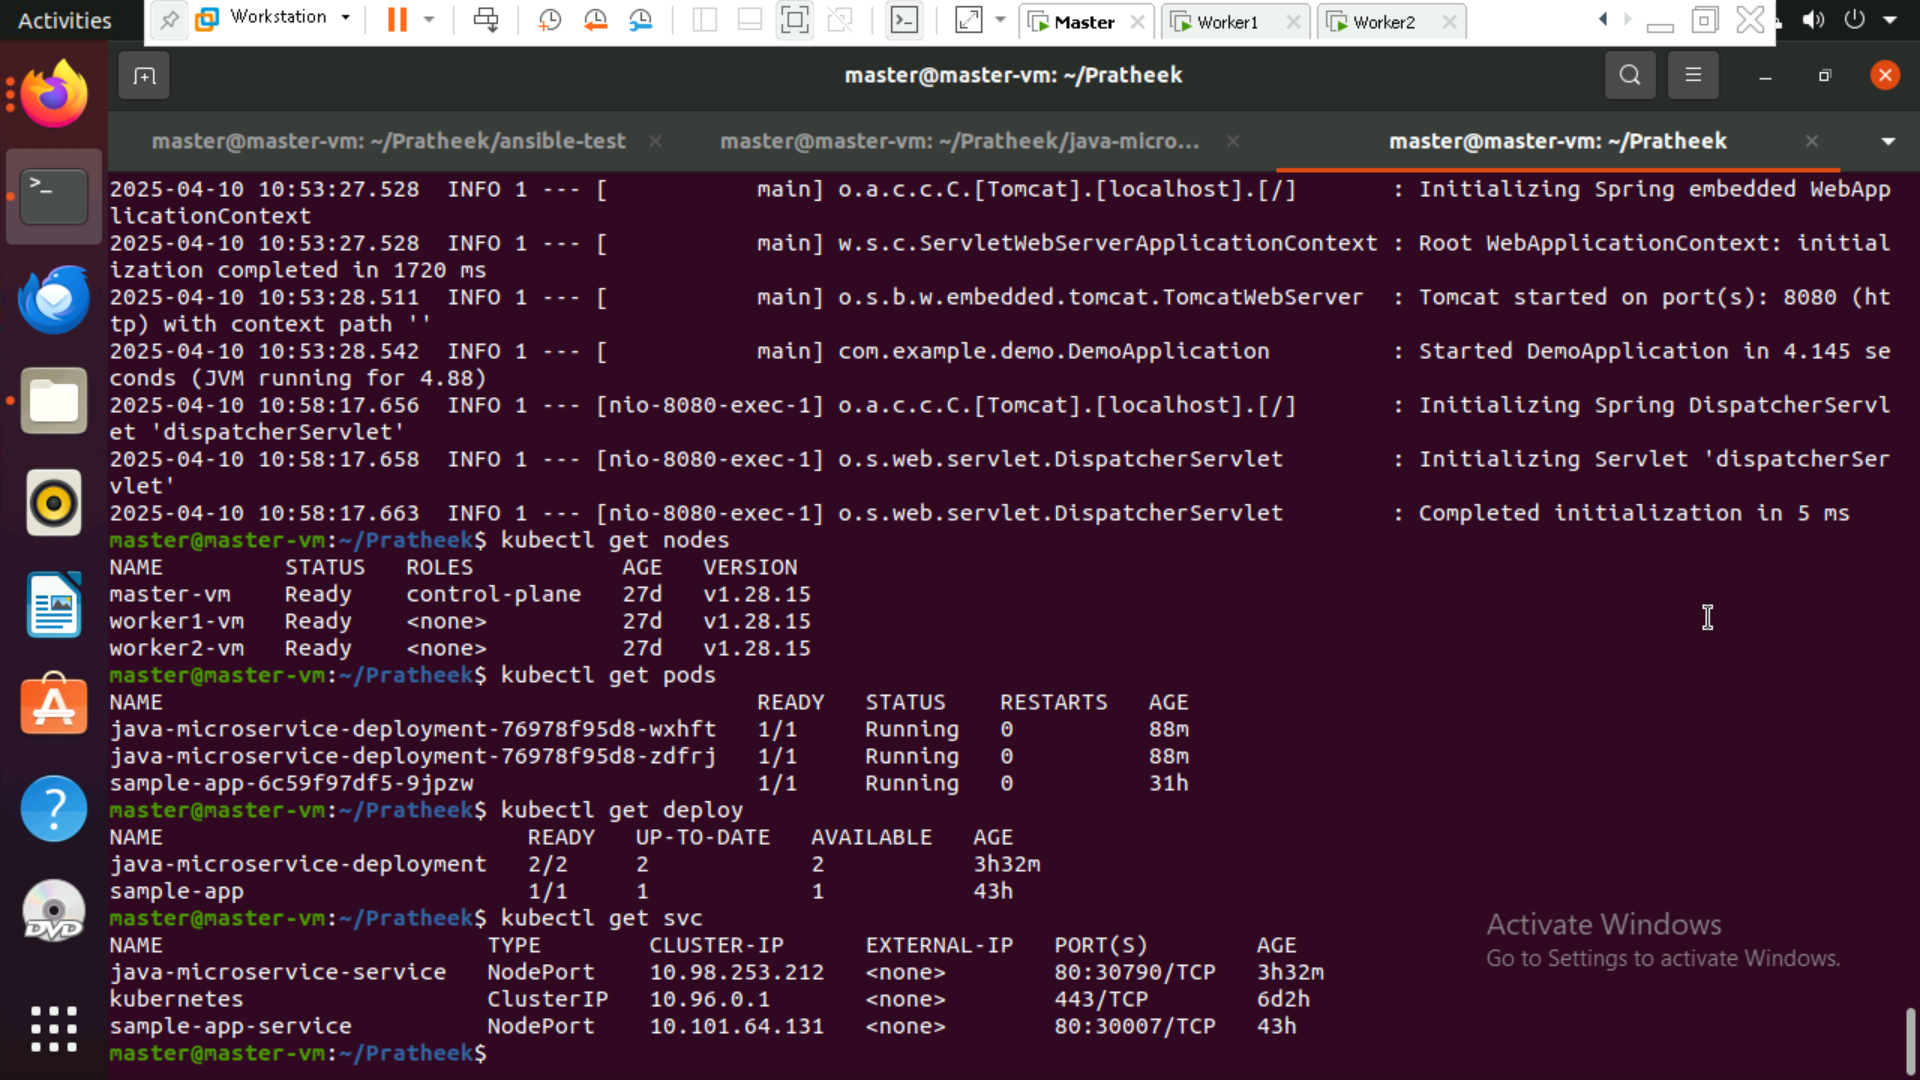 Activities
Workstation
Master
Worker1
Worker2
master@master-vm: ~/Pratheek
master@master-vm: ~/Pratheek/ansible-test
master@master-vm: ~/Pratheek/java-micro...
master@master-vm: ~/Pratheek
2025-04-10 10:53:27.528  INFO 1 --- [           main] o.a.c.c.C.[Tomcat].[localhost].[/]       : Initializing Spring embedded WebApp
licationContext
2025-04-10 10:53:27.528  INFO 1 --- [           main] w.s.c.ServletWebServerApplicationContext : Root WebApplicationContext: initial
ization completed in 1720 ms
2025-04-10 10:53:28.511  INFO 1 --- [           main] o.s.b.w.embedded.tomcat.TomcatWebServer  : Tomcat started on port(s): 8080 (ht
tp) with context path ''
2025-04-10 10:53:28.542  INFO 1 --- [           main] com.example.demo.DemoApplication         : Started DemoApplication in 4.145 se
conds (JVM running for 4.88)
2025-04-10 10:58:17.656  INFO 1 --- [nio-8080-exec-1] o.a.c.c.C.[Tomcat].[localhost].[/]       : Initializing Spring DispatcherServl
et 'dispatcherServlet'
2025-04-10 10:58:17.658  INFO 1 --- [nio-8080-exec-1] o.s.web.servlet.DispatcherServlet        : Initializing Servlet 'dispatcherSer
vlet'
2025-04-10 10:58:17.663  INFO 1 --- [nio-8080-exec-1] o.s.web.servlet.DispatcherServlet        : Completed initialization in 5 ms
master@master-vm:~/Pratheek$ kubectl get nodes
NAME         STATUS   ROLES           AGE   VERSION
master-vm    Ready    control-plane   27d   v1.28.15
worker1-vm   Ready    <none>          27d   v1.28.15
worker2-vm   Ready    <none>          27d   v1.28.15
master@master-vm:~/Pratheek$ kubectl get pods
NAME                                            READY   STATUS    RESTARTS   AGE
java-microservice-deployment-76978f95d8-wxhft   1/1     Running   0          88m
java-microservice-deployment-76978f95d8-zdfrj   1/1     Running   0          88m
sample-app-6c59f97df5-9jpzw                     1/1     Running   0          31h
master@master-vm:~/Pratheek$ kubectl get deploy
NAME                           READY   UP-TO-DATE   AVAILABLE   AGE
java-microservice-deployment   2/2     2            2           3h32m
sample-app                     1/1     1            1           43h
master@master-vm:~/Pratheek$ kubectl get svc
NAME                        TYPE        CLUSTER-IP      EXTERNAL-IP   PORT(S)        AGE
java-microservice-service   NodePort    10.98.253.212   <none>        80:30790/TCP   3h32m
kubernetes                  ClusterIP   10.96.0.1       <none>        443/TCP        6d2h
sample-app-service          NodePort    10.101.64.131   <none>        80:30007/TCP   43h
master@master-vm:~/Pratheek$
Activate Windows
Go to Settings to activate Windows.
DVD